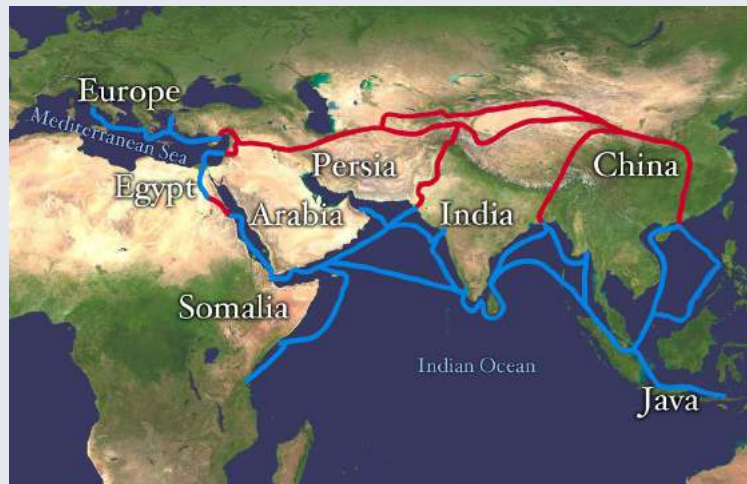 Europe
Mediterranean Sea
Egypt
Persia
China
Arabia
India
Somalia
Indian Ocean
Java